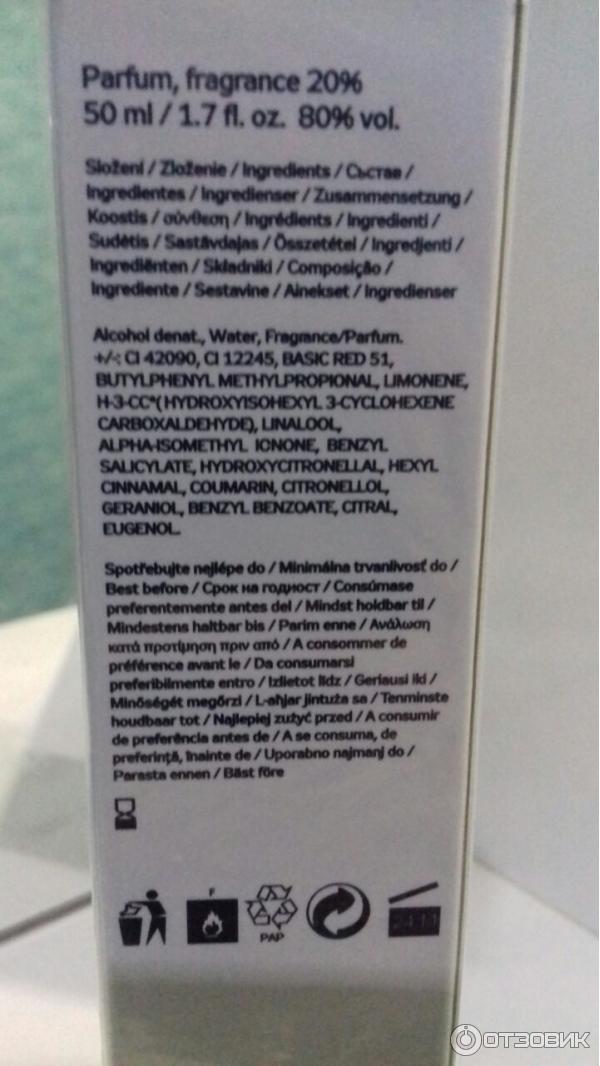 Parfum, fragrance 20%
50 ml / 1.7 fl. oz. 80% vol.
Složení / Zloženie / Ingredients / Състав /
Ingredientes / Ingredienser / Zusammensetzung /
Koostis / σύνθεση / Ingrédients / Ingredienti /
Sudėtis / Sastāvdaļas / Összetétel / Ingredjenti /
Ingrediënten / Składniki / Composição /
Ingrediente / Sestavine / Ainekset / Ingredienser
Alcohol denat., Water, Fragrance/Parfum.
+/-: CI 42090, CI 12245, BASIC RED 51,
BUTYLPHENYL METHYLPROPIONAL, LIMONENE,
H-3-CC*( HYDROXYISOHEXYL 3-CYCLOHEXENE
CARBOXALDEHYDE), LINALOOL,
ALPHA-ISOMETHYL IONONE, BENZYL
SALICYLATE, HYDROXYCITRONELLAL, HEXYL
CINNAMAL, COUMARIN, CITRONELLOL,
GERANIOL, BENZYL BENZOATE, CITRAL,
EUGENOL.
Spotřebujte nejlépe do / Minimálna trvanlivosť do /
Best before / Срок на годност / Consúmase
preferentemente antes del / Mindst holdbar til /
Mindestens haltbar bis / Parim enne / Ανάλωση
κατά προτίμηση πριν από / A consommer de
préférence avant le / Da consumarsi
preferibilmente entro / Izlietot līdz / Geriausi iki /
Minőségét megőrzi / L-aħjar jintuża sa / Tenminste
houdbaar tot / Najlepiej zużyć przed / A consumir
de preferência antes de / A se consuma, de
preferinţă, înainte de / Uporabno najmanj do /
Parasta ennen / Bäst före
F
PAP
24 M
ОТЗОВИК